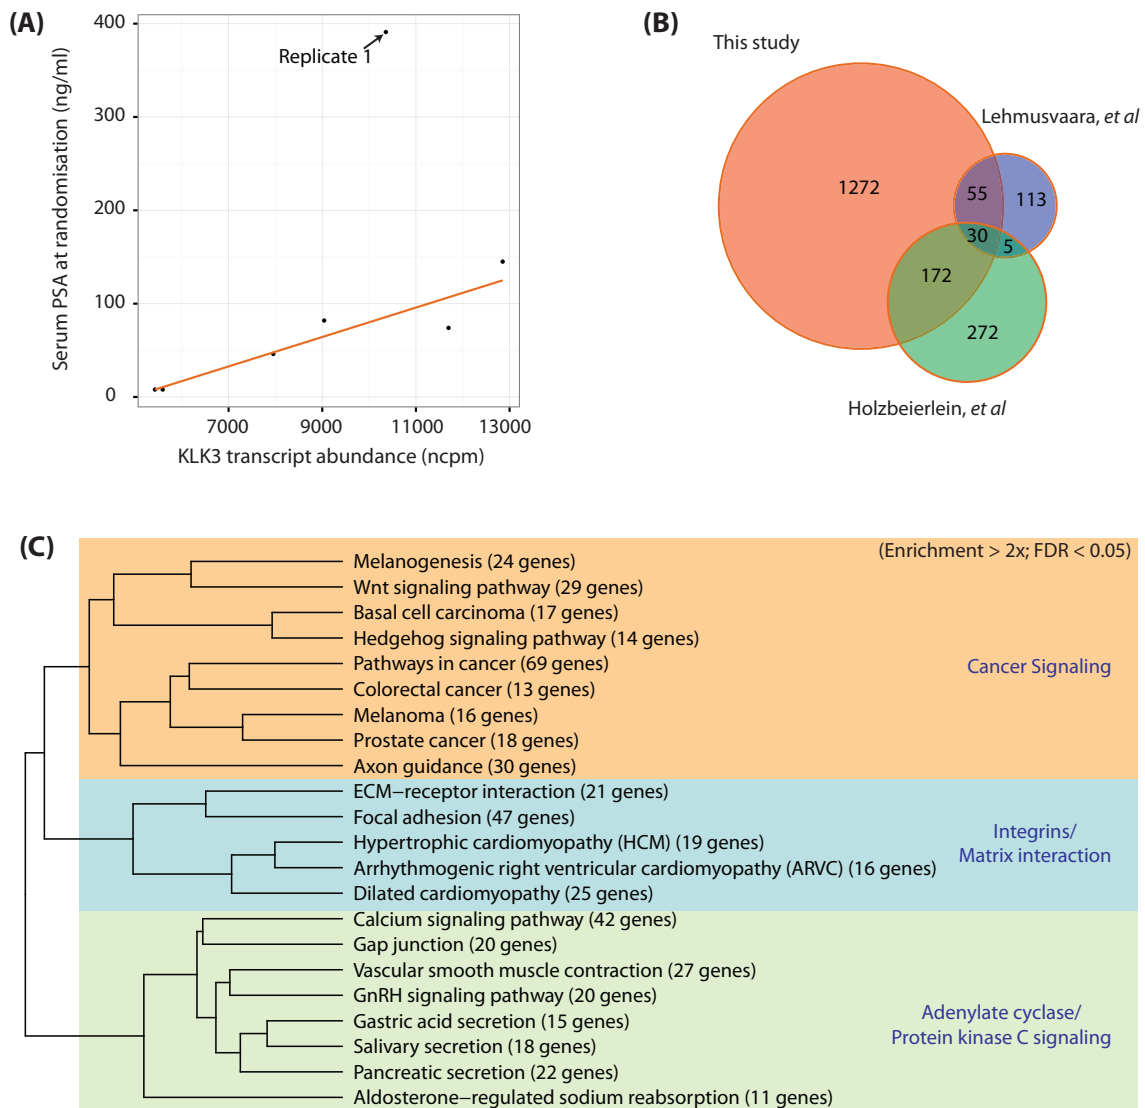 (A)
Serum PSA at randomisation (ng/ml)
400
300
200
100
0
Replicate 1
7000 9000 11000 13000
KLK3 transcript abundance (ncpm)
(B)
This study
Lehmusvaara, et al
1272
55
113
30
5
172
272
Holzbeierlein, et al
(C)
(Enrichment > 2x; FDR < 0.05)
Melanogenesis (24 genes)
Wnt signaling pathway (29 genes)
Basal cell carcinoma (17 genes)
Hedgehog signaling pathway (14 genes)
Pathways in cancer (69 genes)
Colorectal cancer (13 genes)
Melanoma (16 genes)
Prostate cancer (18 genes)
Axon guidance (30 genes)
Cancer Signaling
ECM−receptor interaction (21 genes)
Focal adhesion (47 genes)
Hypertrophic cardiomyopathy (HCM) (19 genes)
Arrhythmogenic right ventricular cardiomyopathy (ARVC) (16 genes)
Dilated cardiomyopathy (25 genes)
Integrins/
Matrix interaction
Calcium signaling pathway (42 genes)
Gap junction (20 genes)
Vascular smooth muscle contraction (27 genes)
GnRH signaling pathway (20 genes)
Gastric acid secretion (15 genes)
Salivary secretion (18 genes)
Pancreatic secretion (22 genes)
Aldosterone−regulated sodium reabsorption (11 genes)
Adenylate cyclase/
Protein kinase C signaling